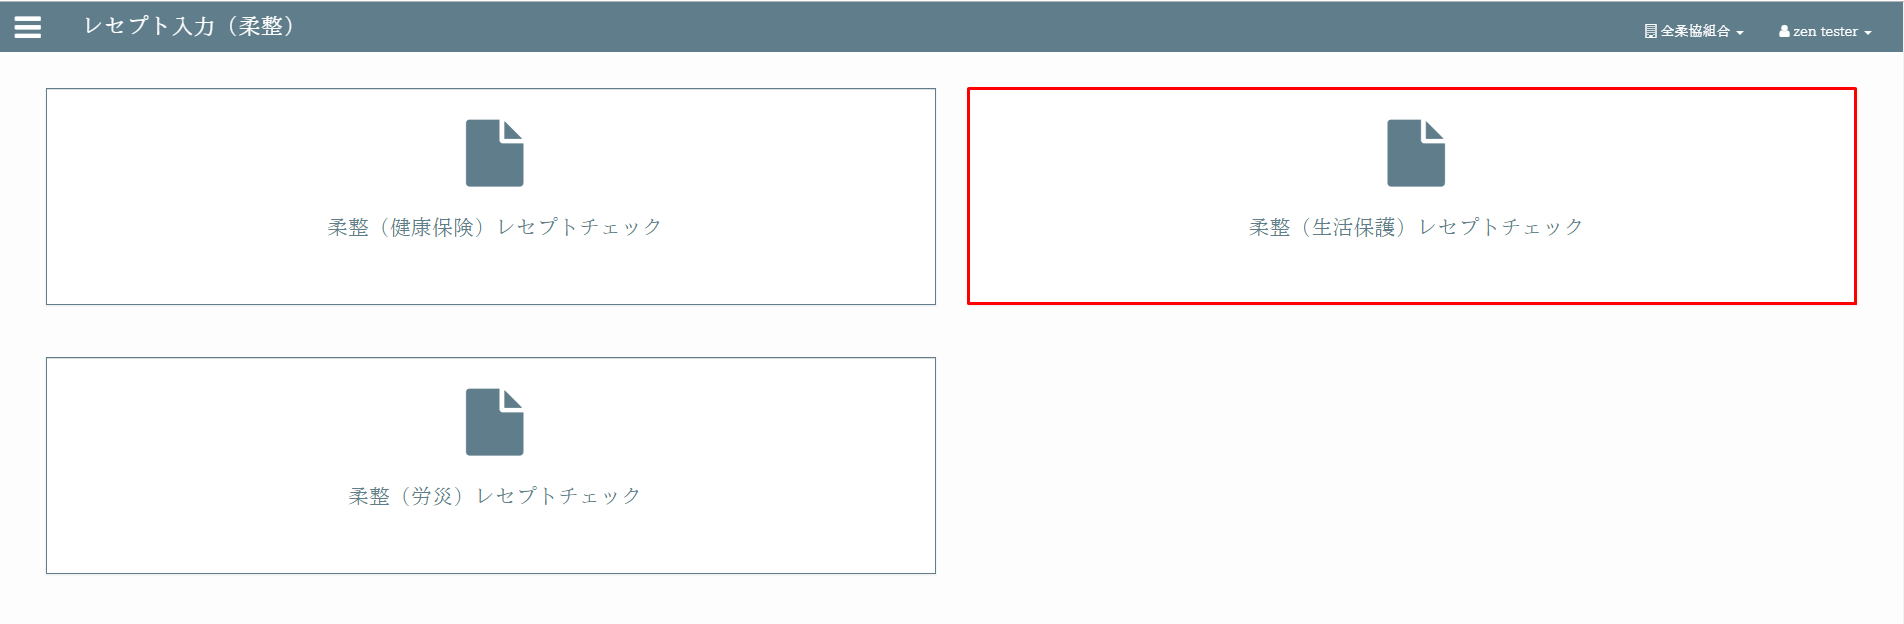 レセプト入力（柔整）
全柔協組合
zen tester
柔整（健康保険）レセプトチェック
柔整（生活保護）レセプトチェック
柔整（労災）レセプトチェック